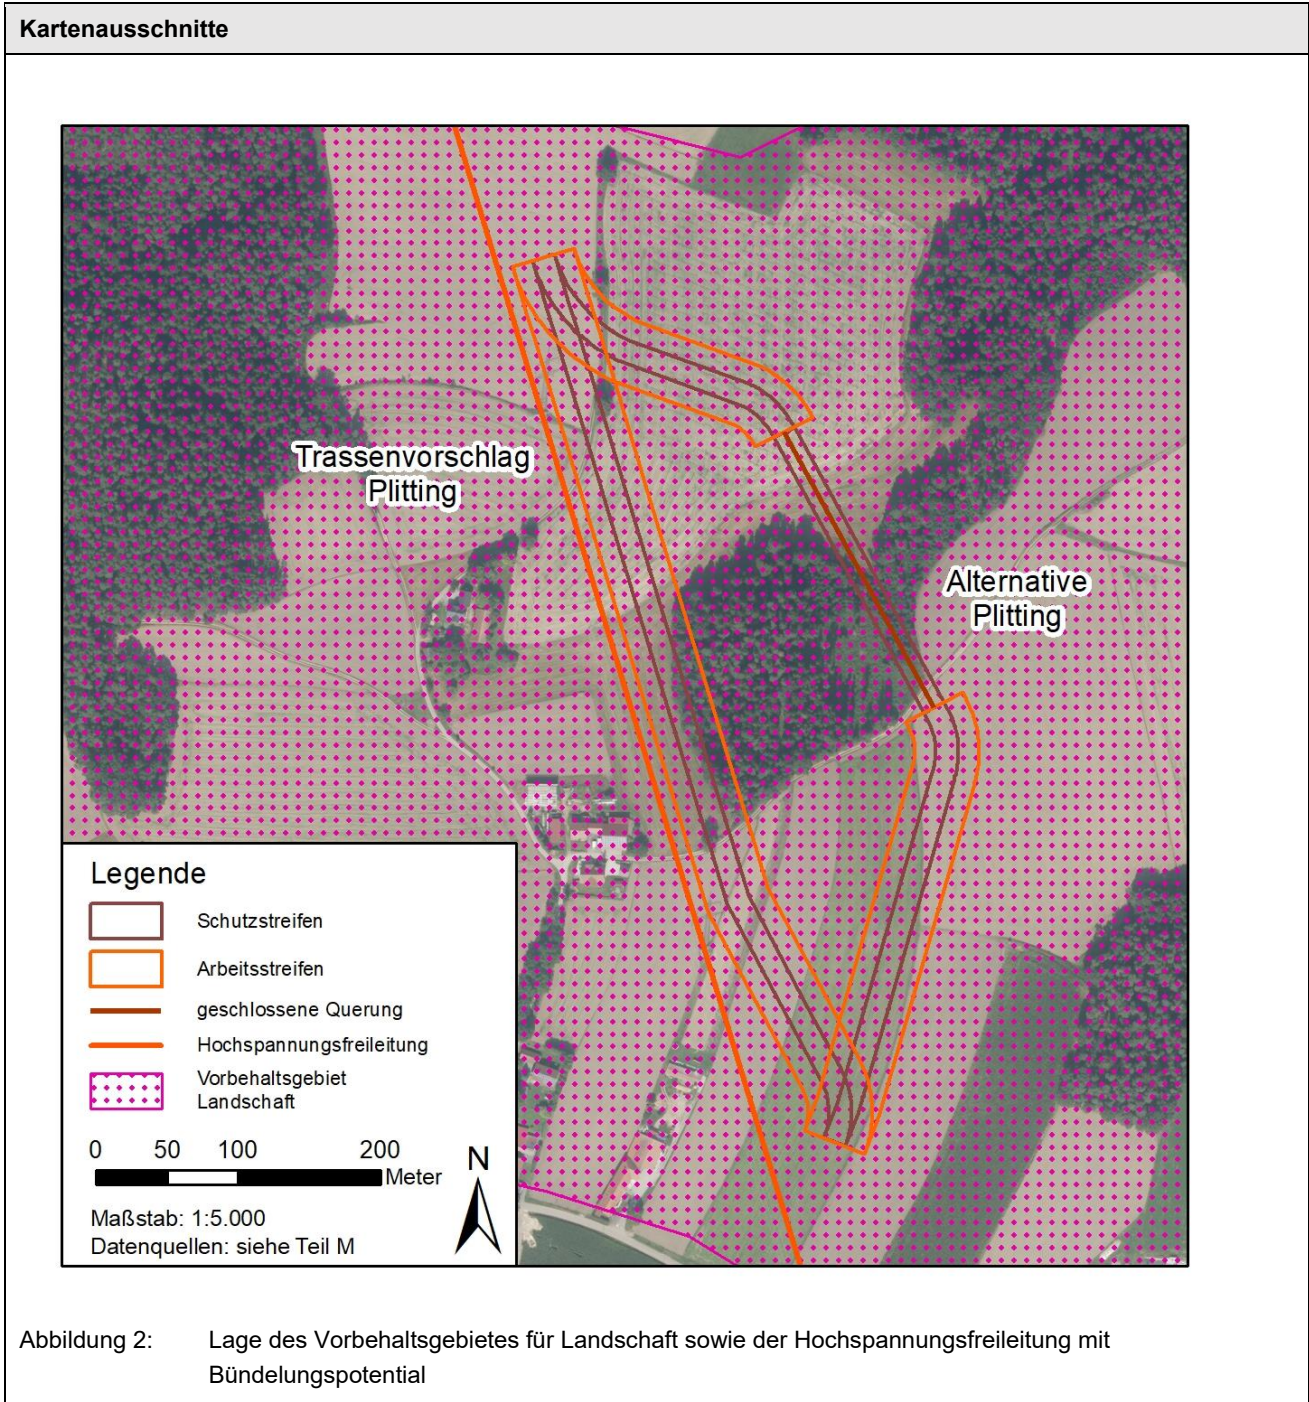 Kartenausschnitte
Trassenvorschlag
Plitting
Alternative
Plitting
Legende
Schutzstreifen
Arbeitsstreifen
geschlossene Querung
Hochspannungsfreileitung
Vorbehaltsgebiet
Landschaft
0 50 100 200
Meter
N
Maßstab: 1:5.000
Datenquellen: siehe Teil M
Abbildung 2: Lage des Vorbehaltsgebietes für Landschaft sowie der Hochspannungsfreileitung mit
Bündelungspotential